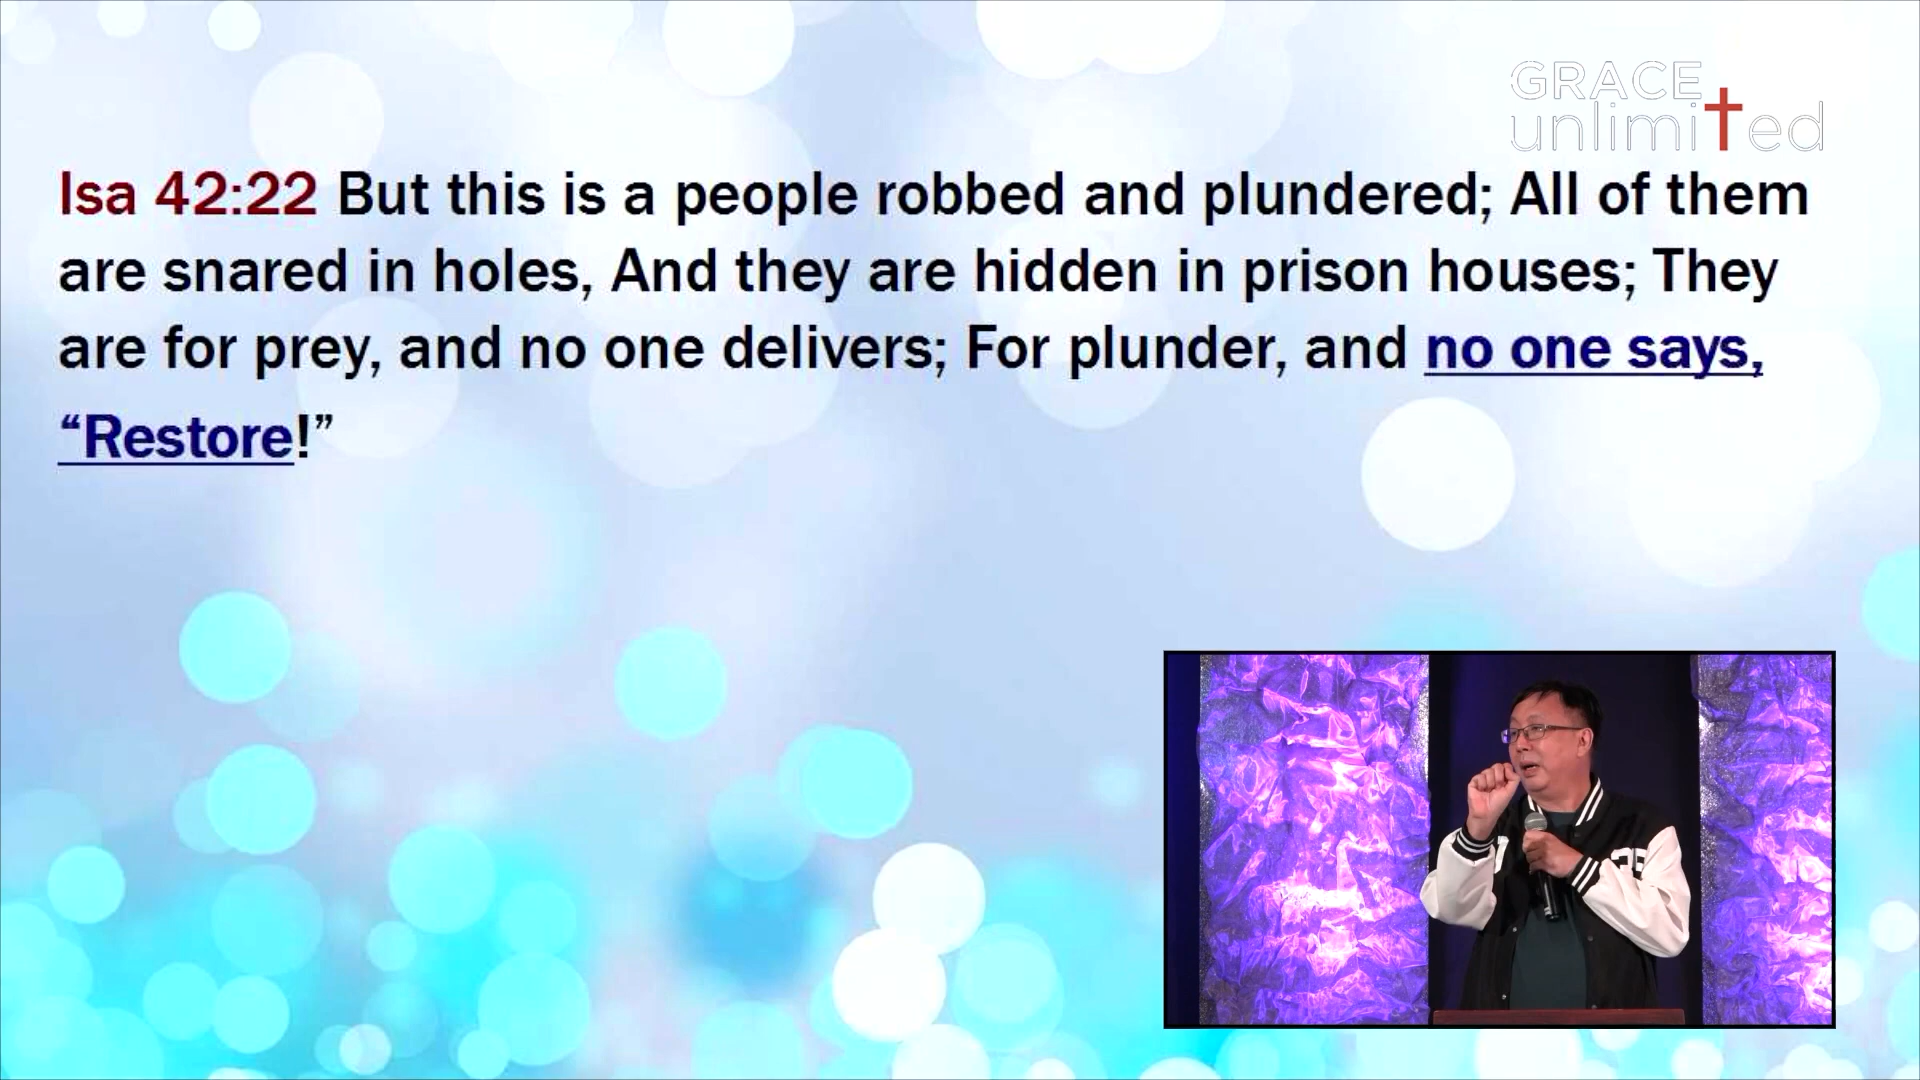 GRACE
unlimited
Isa 42:22 But this is a people robbed and plundered; All of them
are snared in holes, And they are hidden in prison houses; They
are for prey, and no one delivers; For plunder, and no one says,
“Restore!”